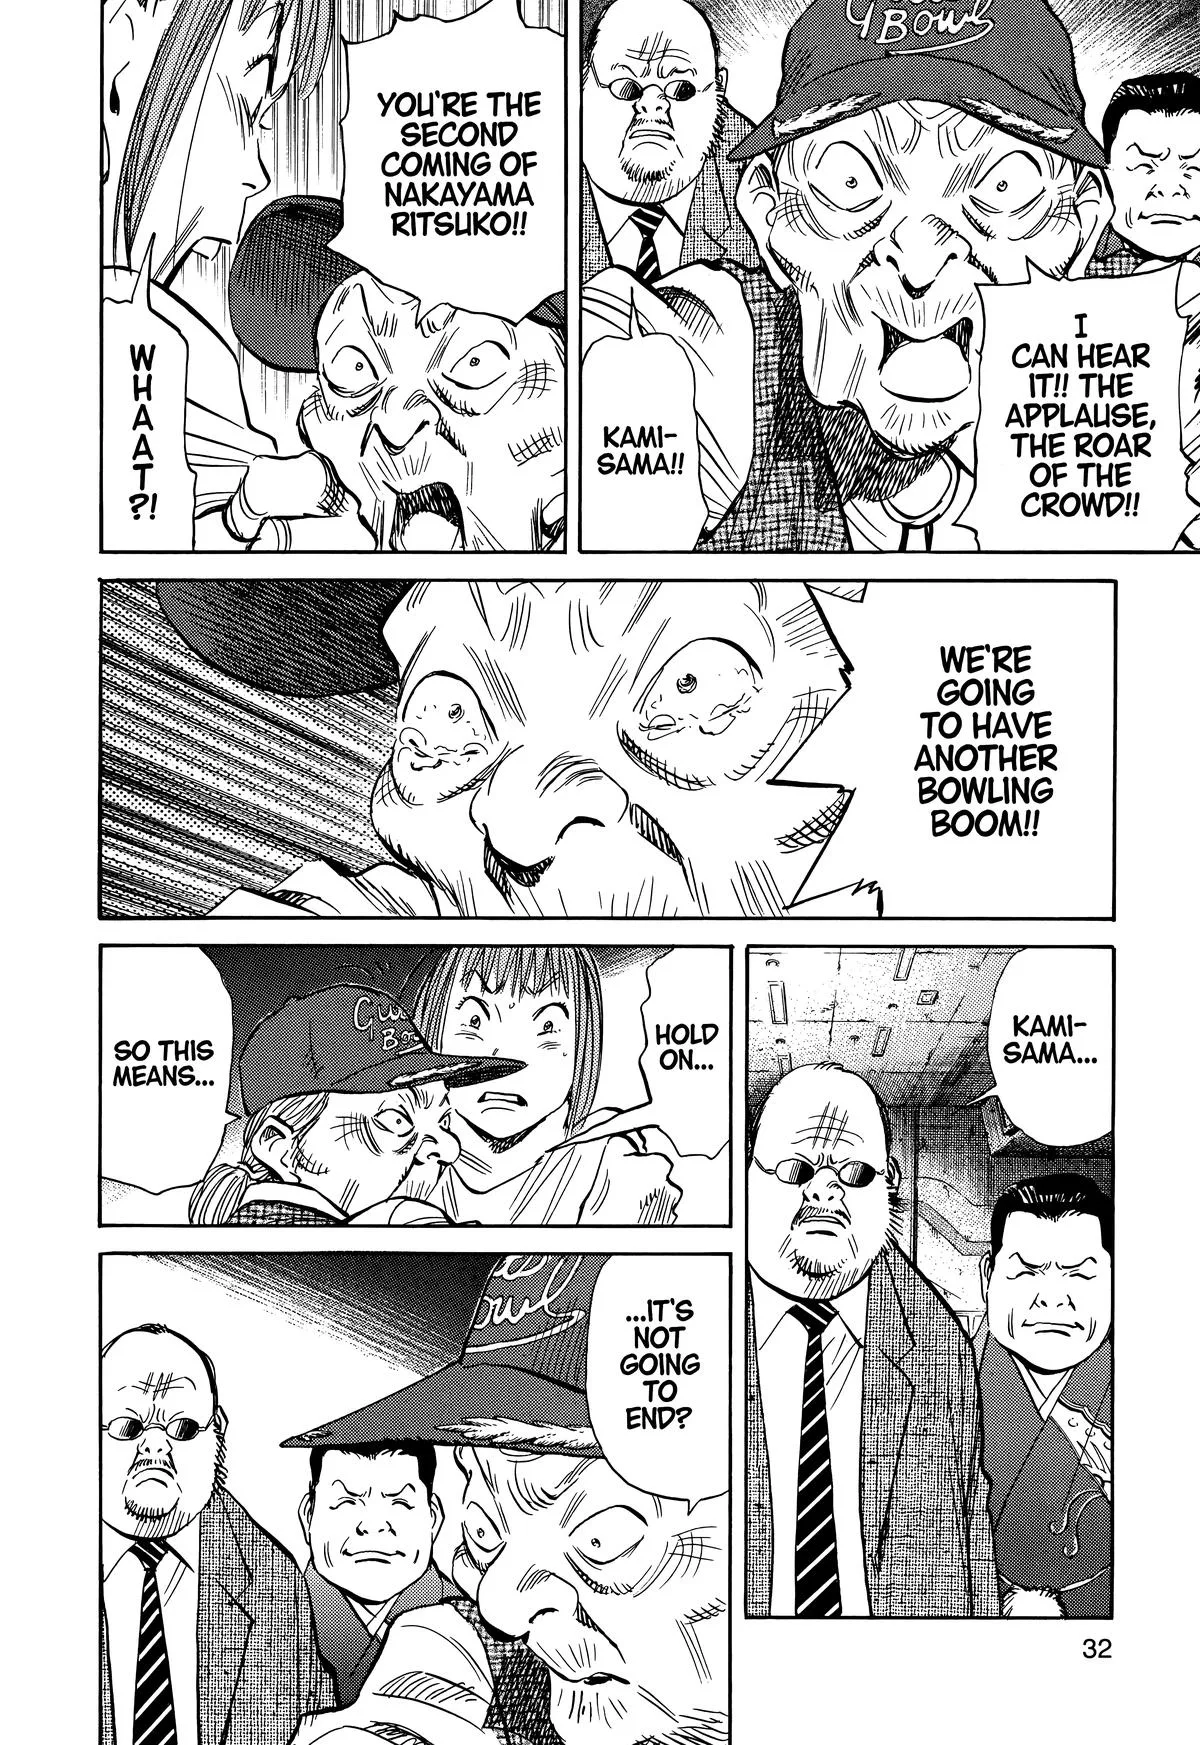 Bowl
I
CAN HEAR
IT!! THE
APPLAUSE,
THE ROAR
OF THE
CROWD!!
KAMI-
SAMA!!
YOU'RE THE
SECOND
COMING OF
NAKAYAMA
RITSUKO!!
WHAAT?!
WE'RE
GOING
TO HAVE
ANOTHER
BOWLING
BOOM!!
KAMI-
SAMA...
HOLD
ON...
SO THIS
MEANS...
...IT'S
NOT
GOING
TO
END?
32